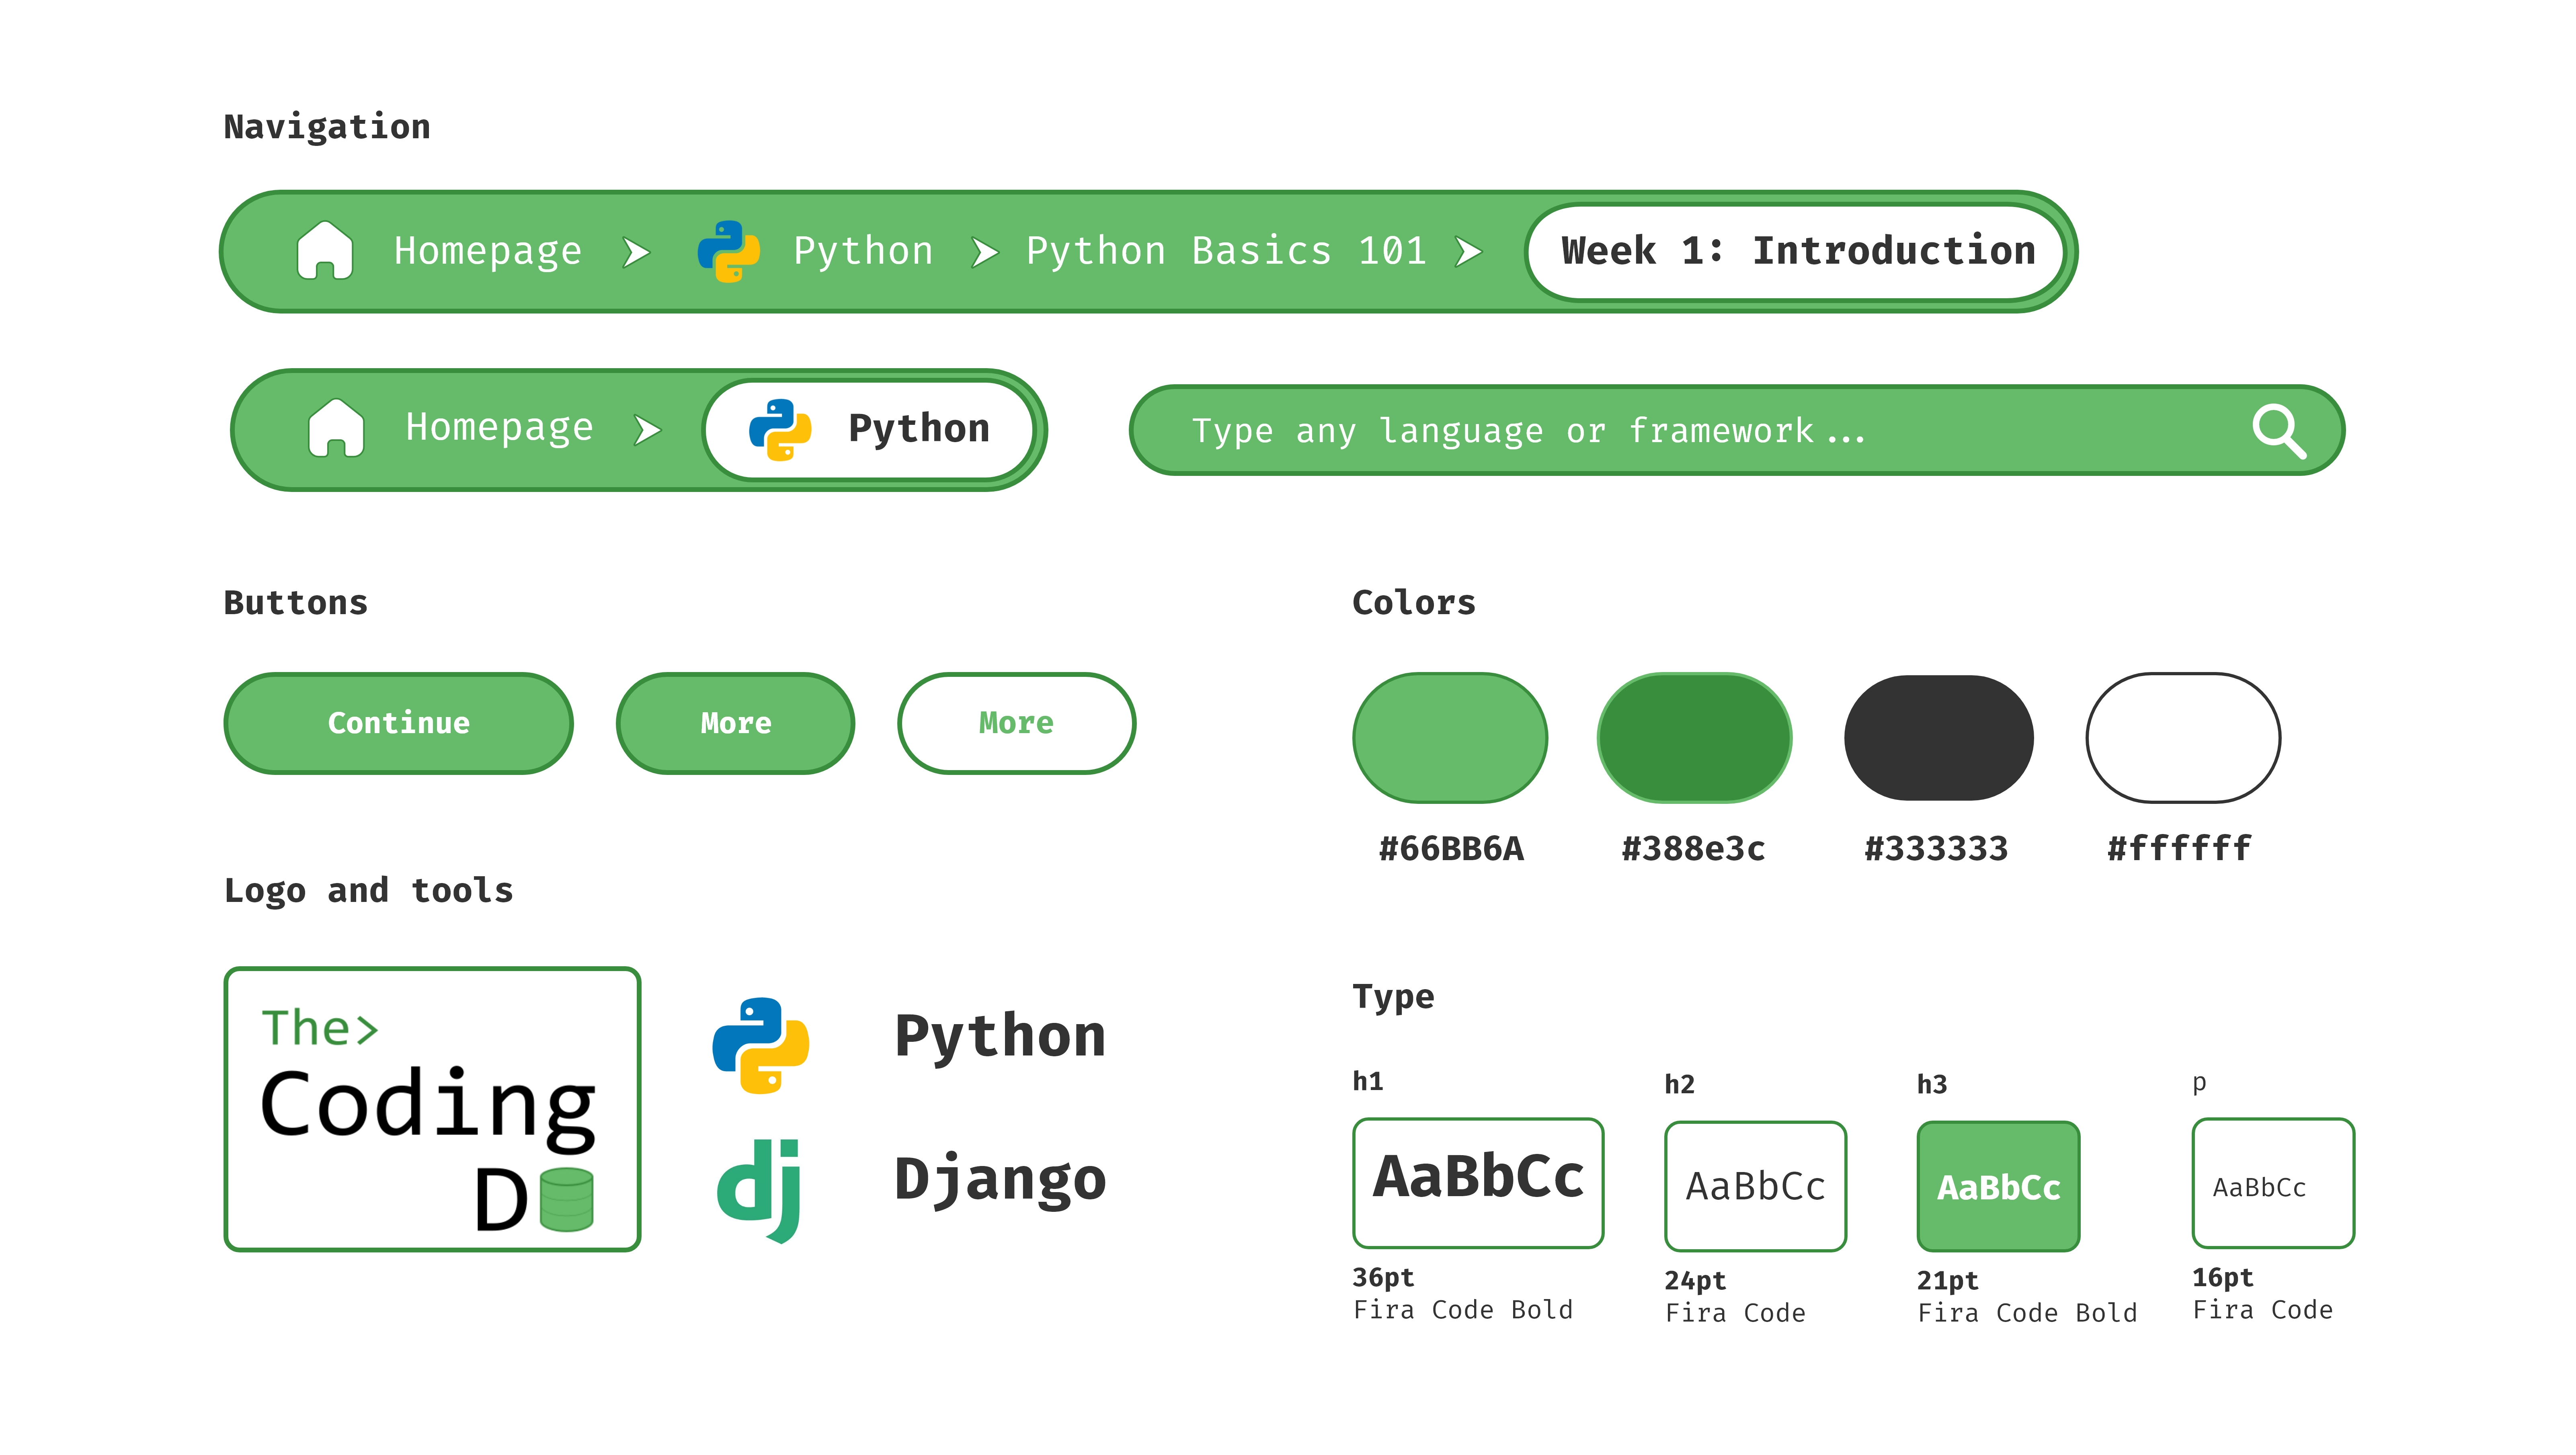 Navigation
Homepage Python Python Basics 101 Week 1: Introduction
Homepage Python
Type any language or framework...
Buttons
Continue More More
Colors
#66BB6A #388e3c #333333 #ffffff
Logo and tools
The>
Coding
D
Python
Django
Type
h1 h2 h3 p
AaBbCc AaBbCc AaBbCc AaBbCc
36pt 24pt 21pt 16pt
Fira Code Bold Fira Code Fira Code Bold Fira Code